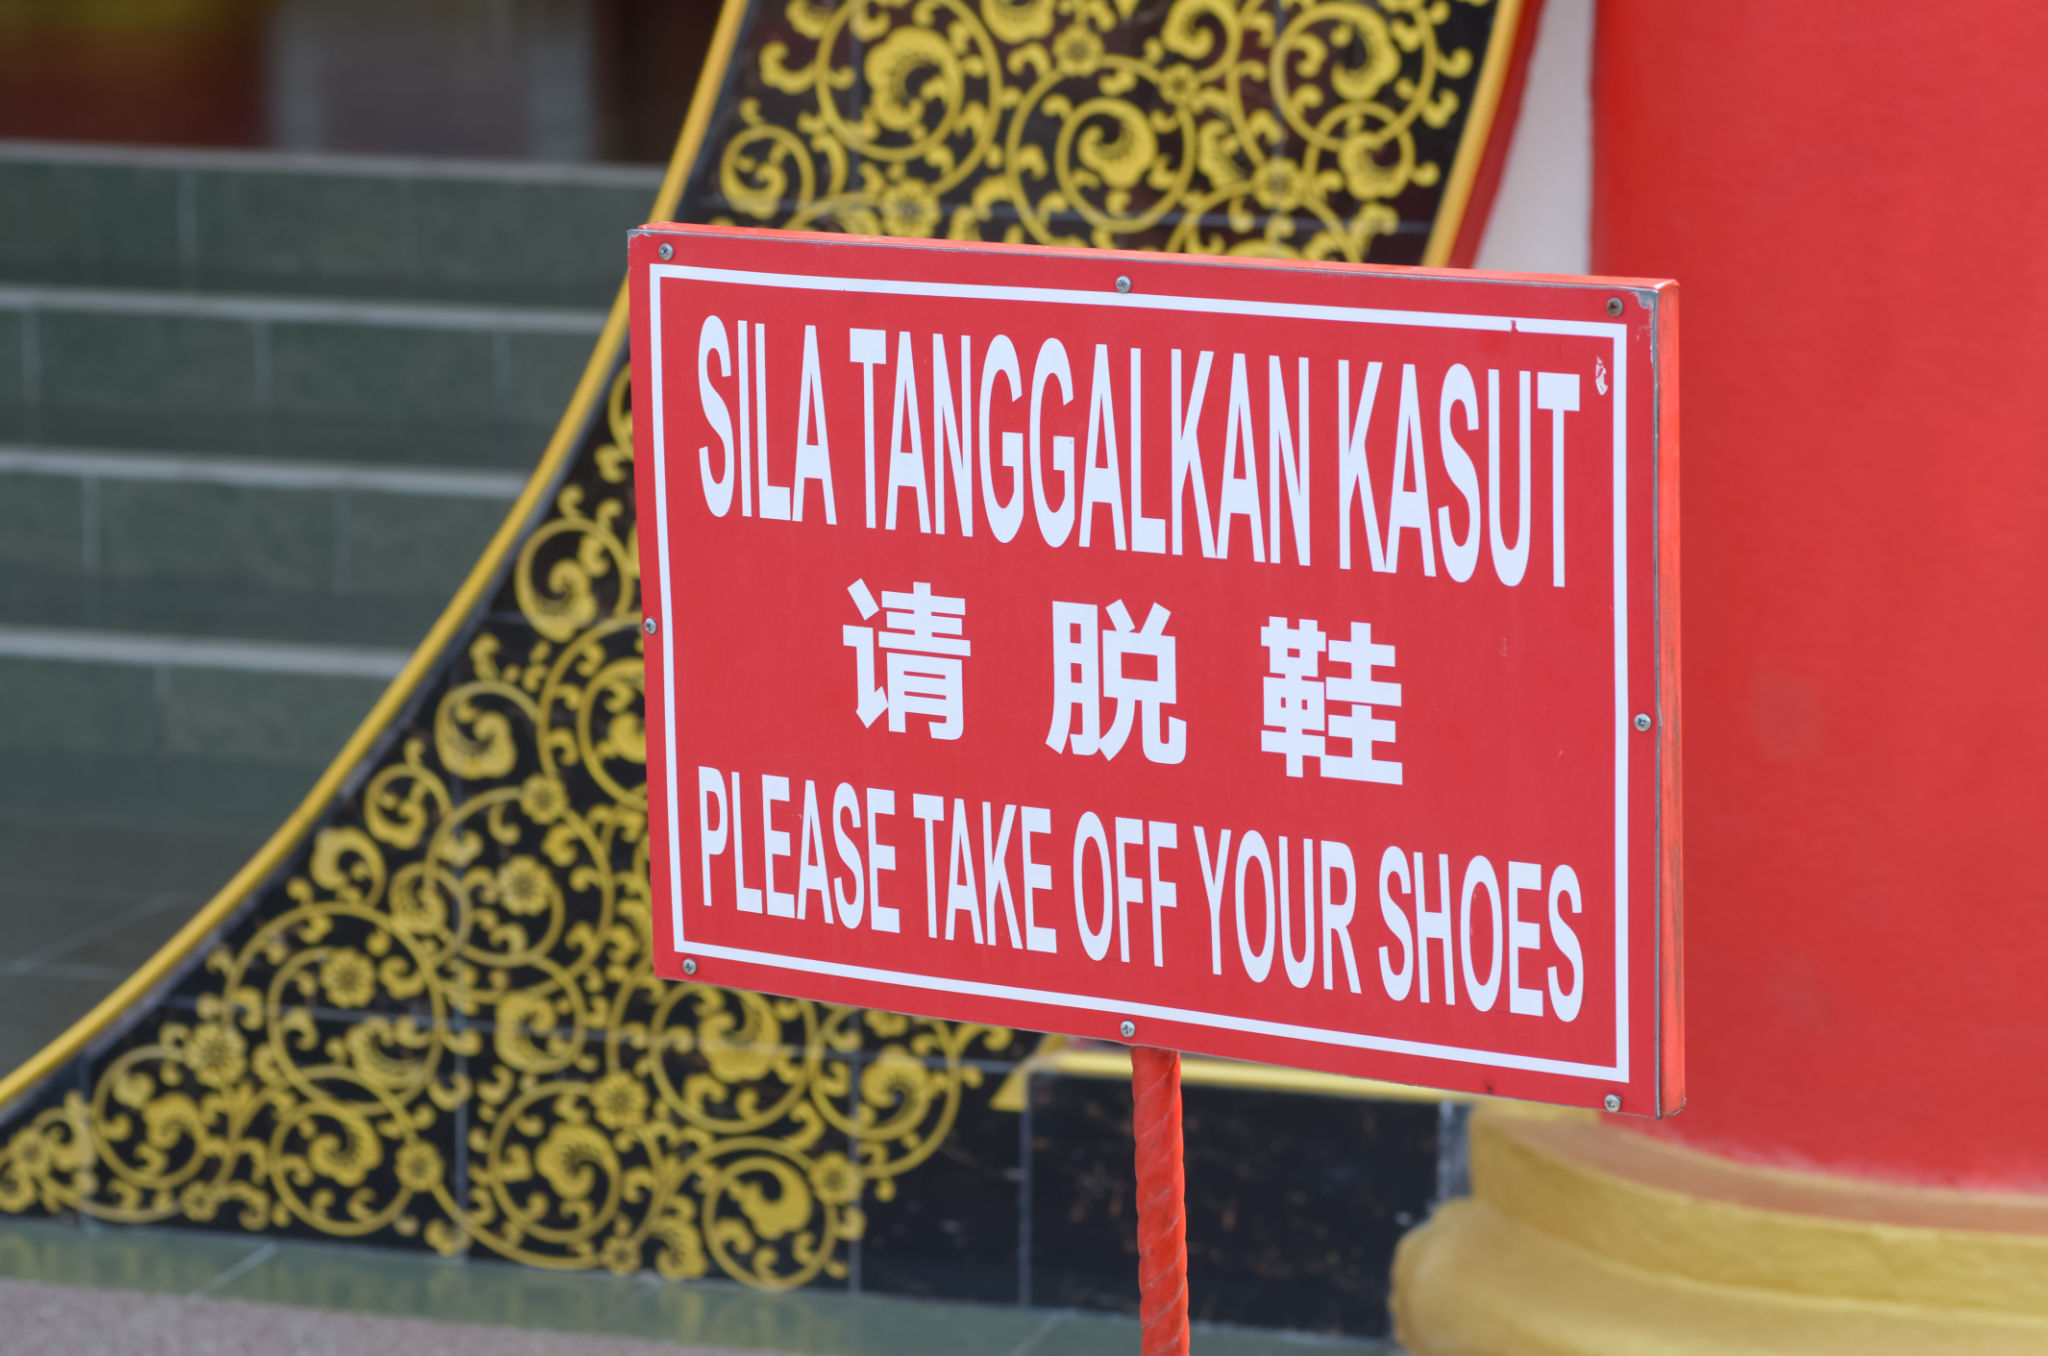 SILA TANGGALKAN KASUT
请脱鞋
PLEASE TAKE OFF YOUR SHOES